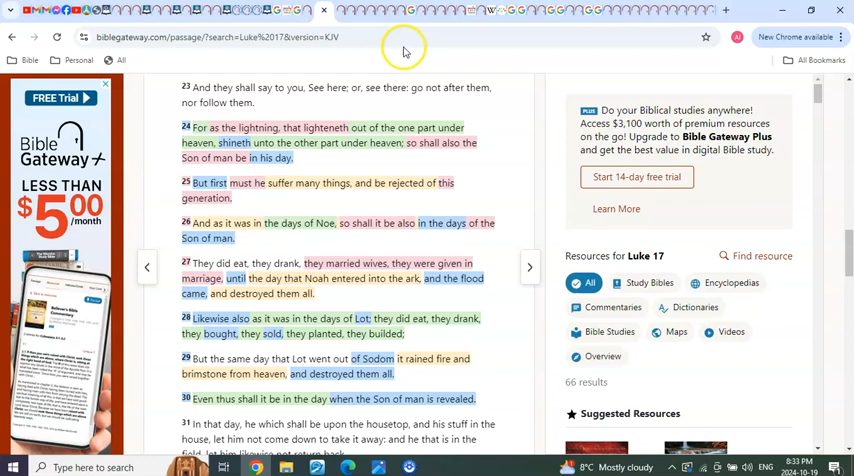 biblegateway.com/passage/?search=Luke%2017&version=KJV
AI
New Chrome available
Bible
Personal
All
All Bookmarks
FREE Trial
Bible
Gateway+
LESS THAN
$5.00
/month
23 And they shall say to you, See here; or, see there: go not after them,
nor follow them.
24 For as the lightning, that lighteneth out of the one part under
heaven, shineth unto the other part under heaven; so shall also the
Son of man be in his day.
25 But first must he suffer many things, and be rejected of this
generation.
26 And as it was in the days of Noe, so shall it be also in the days of the
Son of man.
27 They did eat, they drank, they married wives, they were given in
marriage, until the day that Noah entered into the ark, and the flood
came, and destroyed them all.
28 Likewise also as it was in the days of Lot; they did eat, they drank,
they bought, they sold, they planted, they builded;
29 But the same day that Lot went out of Sodom it rained fire and
brimstone from heaven, and destroyed them all.
30 Even thus shall it be in the day when the Son of man is revealed.
31 In that day, he which shall be upon the housetop, and his stuff in the
house, let him not come down to take it away: and he that is in the
field, let him likewise not return back.
PLUS Do your Biblical studies anywhere!
Access $3,100 worth of premium resources
on the go! Upgrade to Bible Gateway Plus
and get the best value in digital Bible study.
Start 14-day free trial
Learn More
Resources for Luke 17
Find resource
All
Study Bibles
Encyclopedias
Commentaries
Dictionaries
Bible Studies
Maps
Videos
Overview
66 results
Suggested Resources
Type here to search
8°C Mostly cloudy
ENG
8:33 PM
2024-10-19